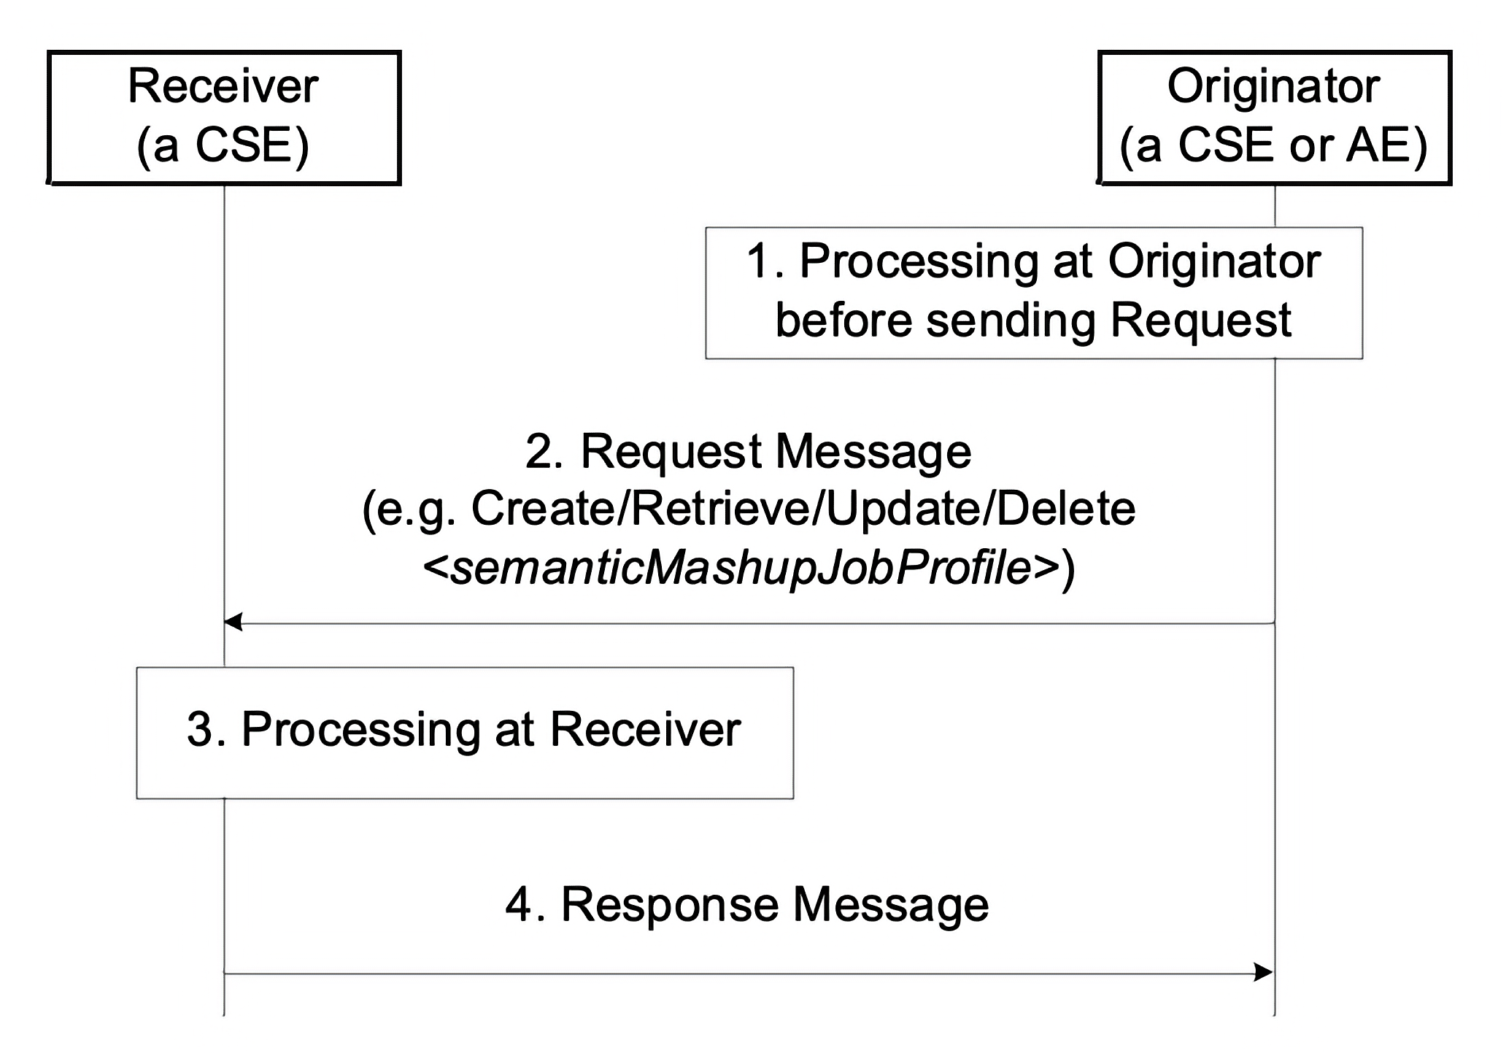 Receiver
(a CSE)
Originator
(a CSE or AE)
1. Processing at Originator
before sending Request
2. Request Message
(e.g. Create/Retrieve/Update/Delete
<semanticMashupJobProfile>)
3. Processing at Receiver
4. Response Message